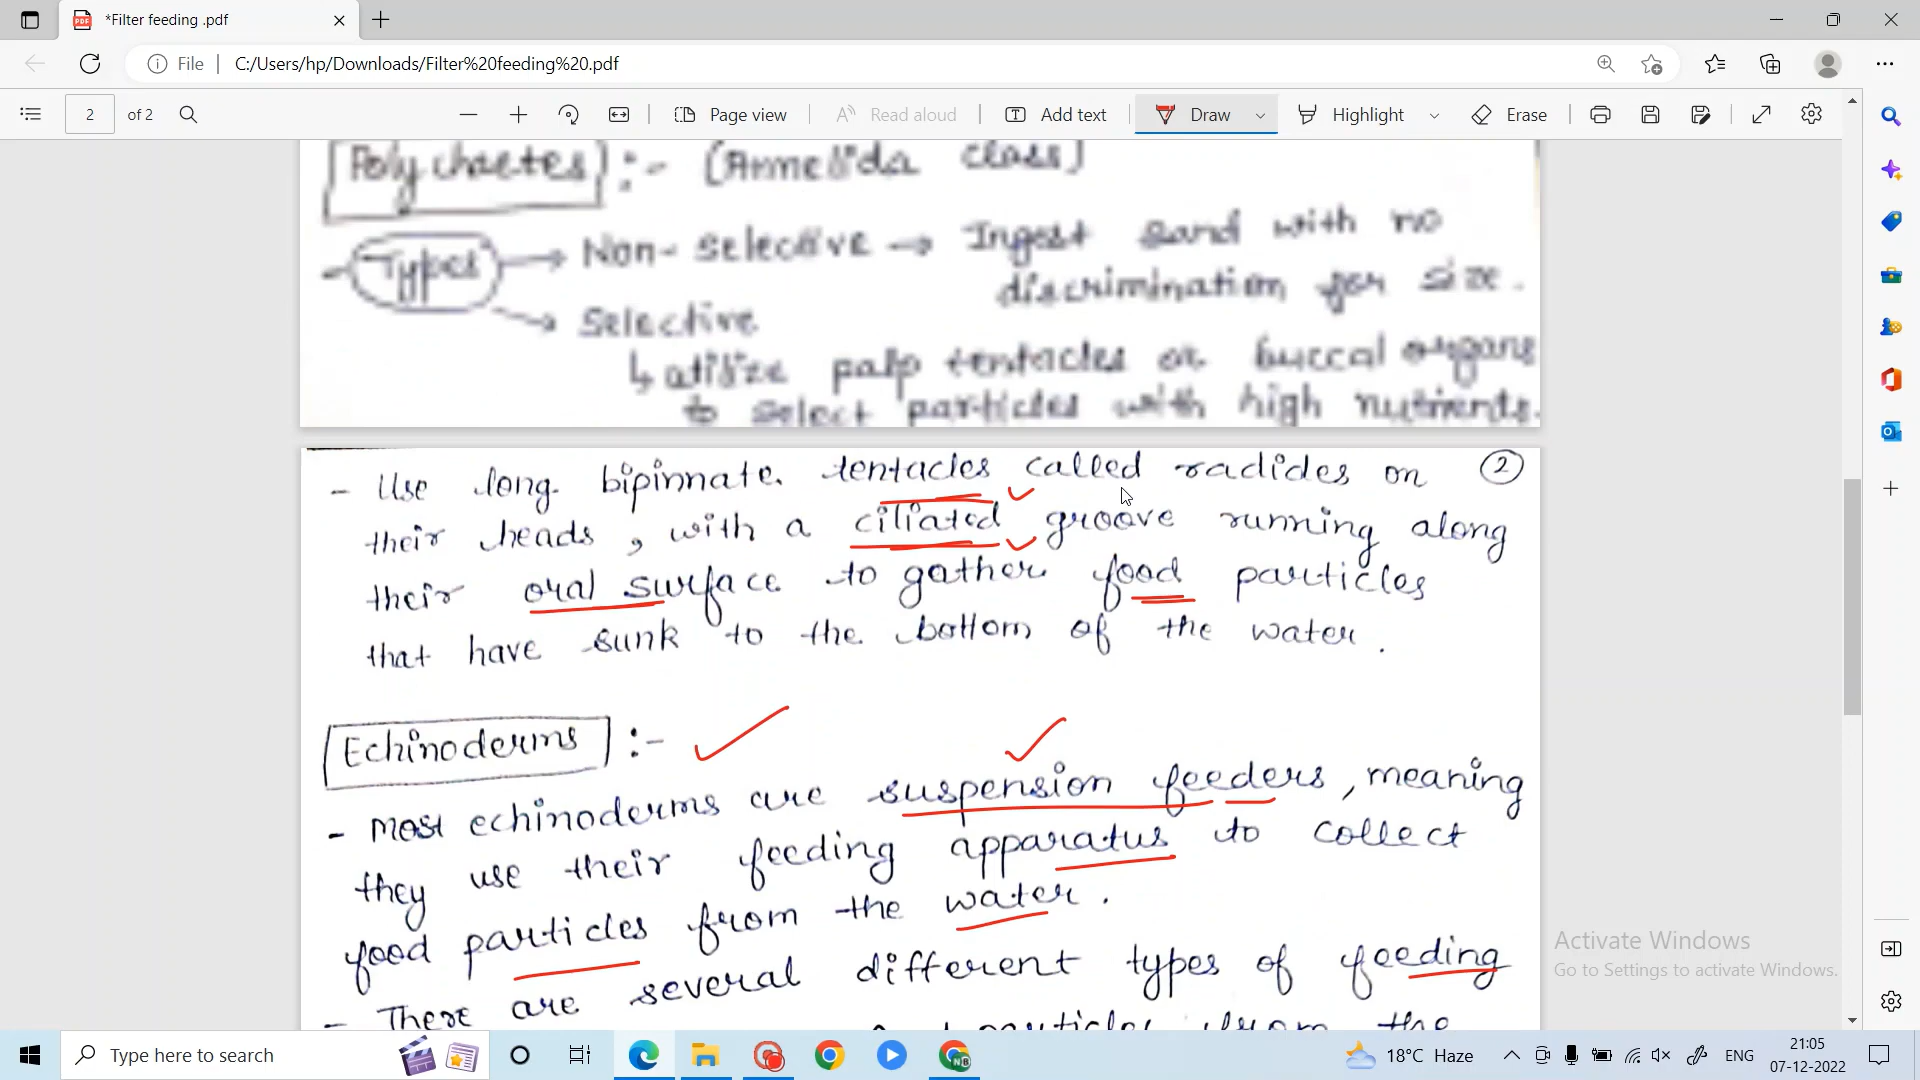 *Filter feeding .pdf
File C:/Users/hp/Downloads/Filter%20feeding%20.pdf
2 of 2 Page view Read aloud Add text Draw Highlight Erase
Polychaetes :- (Annelida class)
- Types → Non-selective → Ingest sand with no
discrimination for size.
→ Selective
↳ utilize palp tentacles or buccal organs
to select particles with high nutrients.
- Use long bipinnate tentacles called radides on ②
their heads, with a ciliated groove running along
their oral surface to gather food particles
that have sunk to the bottom of the water.
Echinoderms :-
- Most echinoderms are suspension feeders, meaning
they use their feeding apparatus to collect
food particles from the water.
- There are several different types of feeding
particles from the
Activate Windows
Go to Settings to activate Windows.
Type here to search
18°C Haze
ENG
21:05
07-12-2022